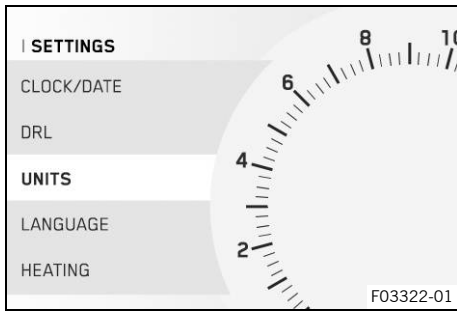 SETTINGS
CLOCK/DATE
DRL
UNITS
LANGUAGE
HEATING
8
6
4
2
F03322-01